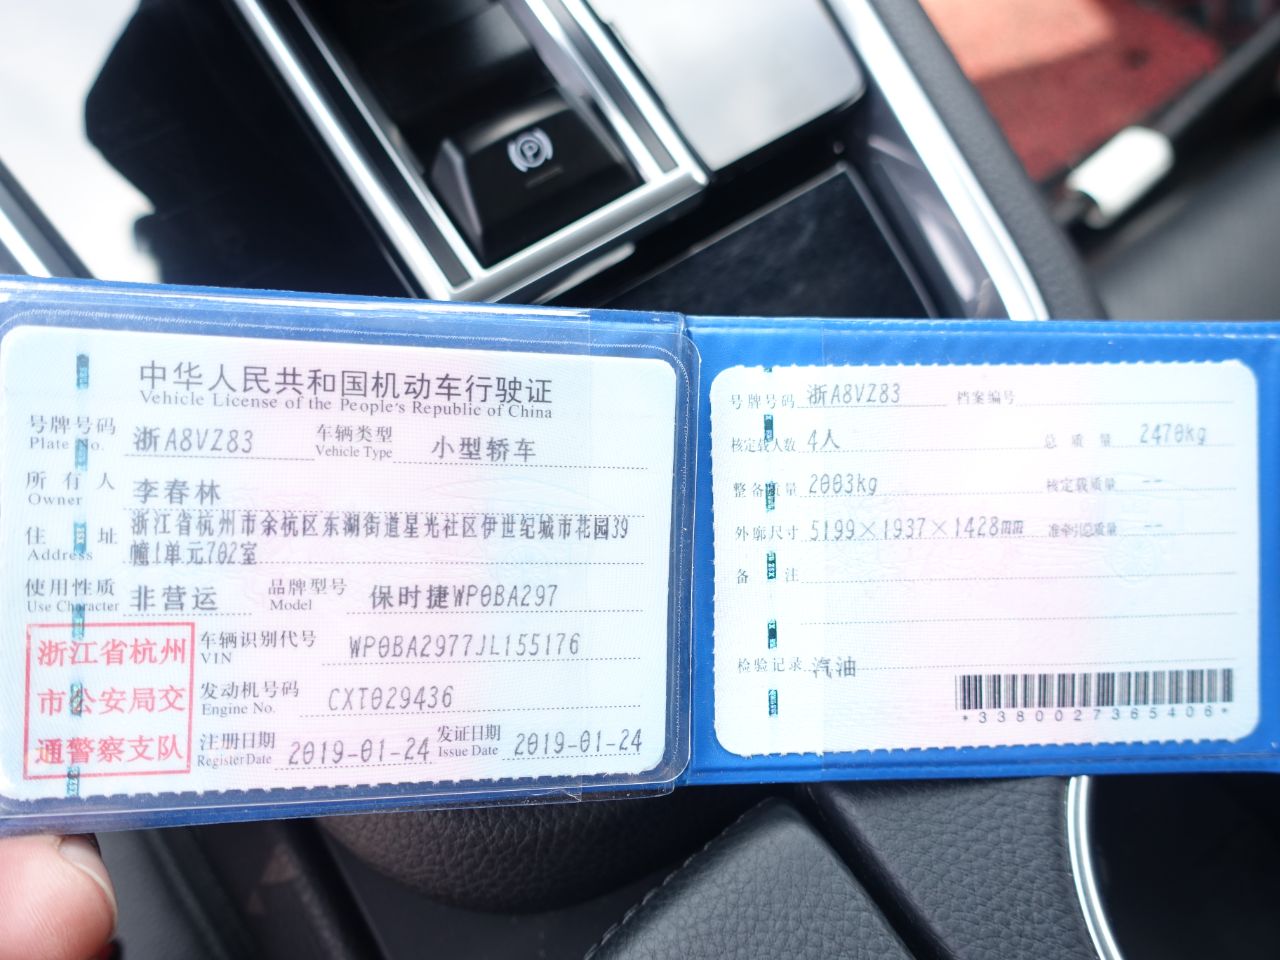 中华人民共和国机动车行驶证
Vehicle License of the People's Republic of China
号牌号码 浙A8VZ83 车辆类型 小型轿车
Plate No. Vehicle Type
所有人 李春林
Owner
住址 浙江省杭州市余杭区东湖街道星光社区伊世纪城市花园39
Address 幢1单元702室
使用性质 非营运 品牌型号 保时捷WP0BA297
Use Character Model
车辆识别代号 WP0BA2977JL155176
VIN
发动机号码 CXT029436
Engine No.
注册日期 2019-01-24 发证日期 2019-01-24
Register Date Issue Date
浙江省杭州
市公安局交
通警察支队
号牌号码 浙A8VZ83 档案编号
核定载人数 4人 总质量 2470kg
整备质量 2003kg 核定载质量 --
外廓尺寸 5199×1937×1428mm 准牵引总质量 --
备注
检验记录 汽油
*3380027365406*
P